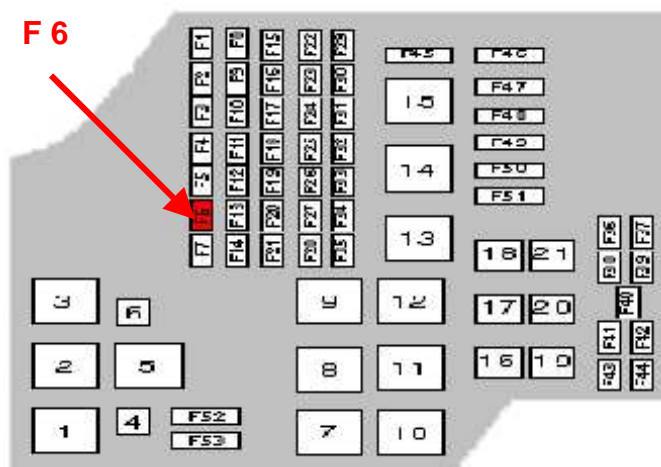 F 6
F1 F8 F15 F22 F29
F45 F46
F2 F9 F16 F23 F30
F47
15
F3 F10 F17 F24 F31
F48
F4 F11 F18 F25 F32
F49
14
F50
F5 F12 F19 F26 F33
F51
F6 F13 F20 F27 F34
F36 F37
13
F7 F14 F21 F28 F35
18 21
F38 F39
3 6 9 12 17 20 F40
F41 F42
2 5 8 11 16 19
F43 F44
F52
1 4 7 10
F53